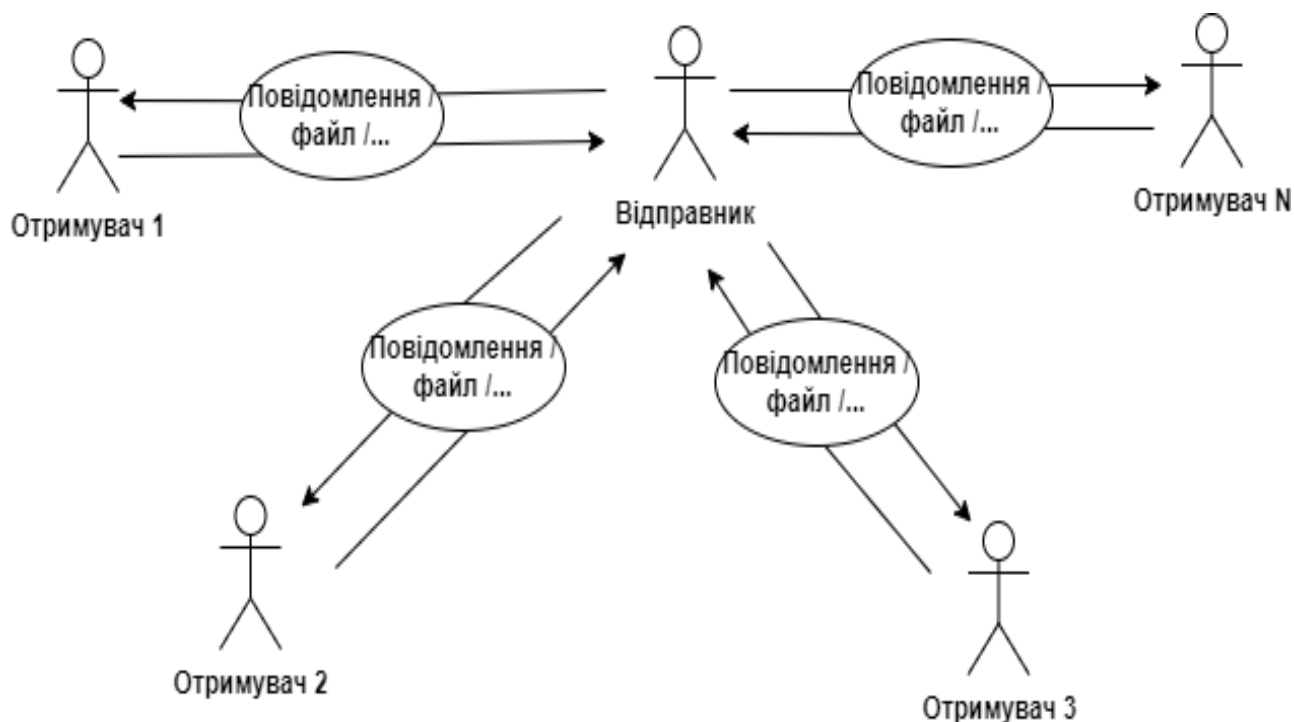 Повідомлення /
файл /...
Повідомлення /
файл /...
Отримувач 1
Відправник
Отримувач N
Повідомлення /
файл /...
Повідомлення /
файл /...
Отримувач 2
Отримувач 3